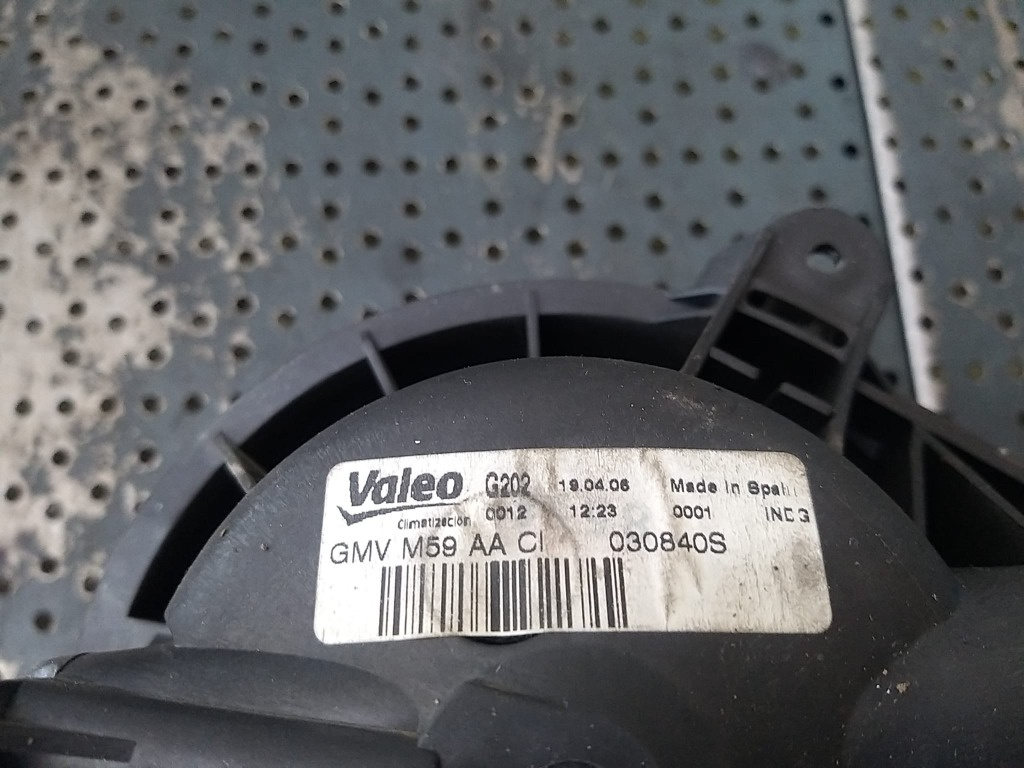 Valeo G202 19.04.06 Made In Spain
Climatización 0012 12:23 0001 IND 3
GMV M59 AA CI 030840S